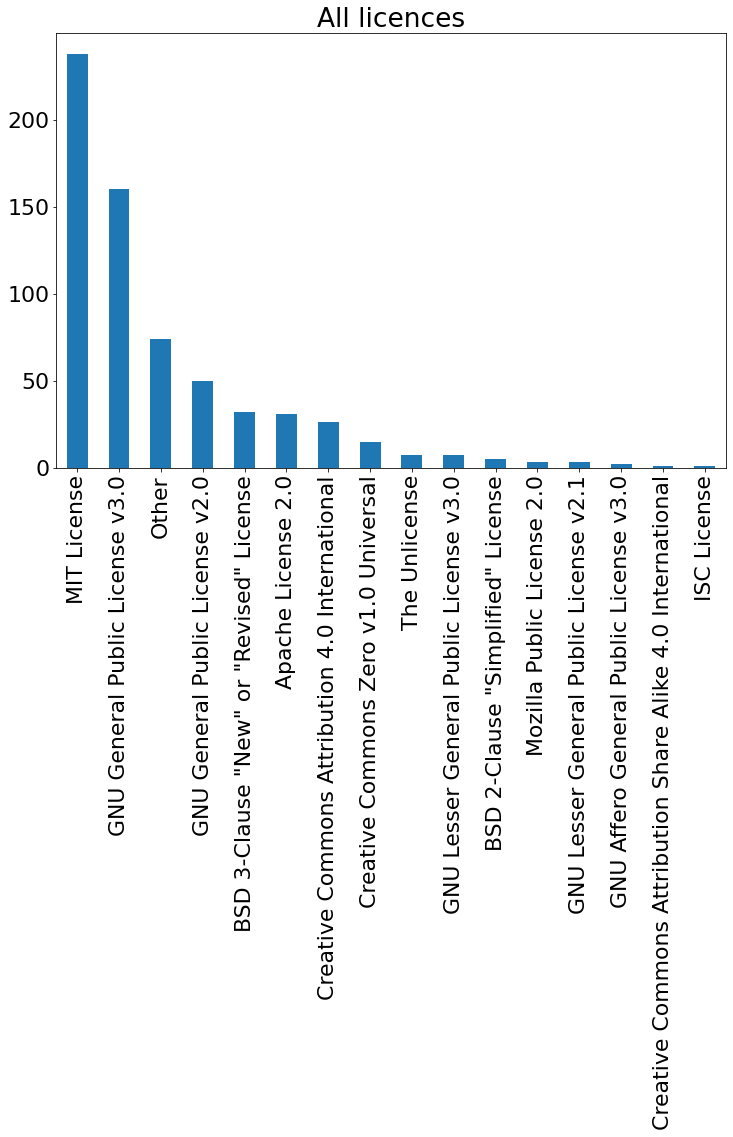 All licences
200
150
100
50
0
MIT License
GNU General Public License v3.0
Other
GNU General Public License v2.0
BSD 3-Clause "New" or "Revised" License
Apache License 2.0
Creative Commons Attribution 4.0 International
Creative Commons Zero v1.0 Universal
The Unlicense
GNU Lesser General Public License v3.0
BSD 2-Clause "Simplified" License
Mozilla Public License 2.0
GNU Lesser General Public License v2.1
GNU Affero General Public License v3.0
Creative Commons Attribution Share Alike 4.0 International
ISC License